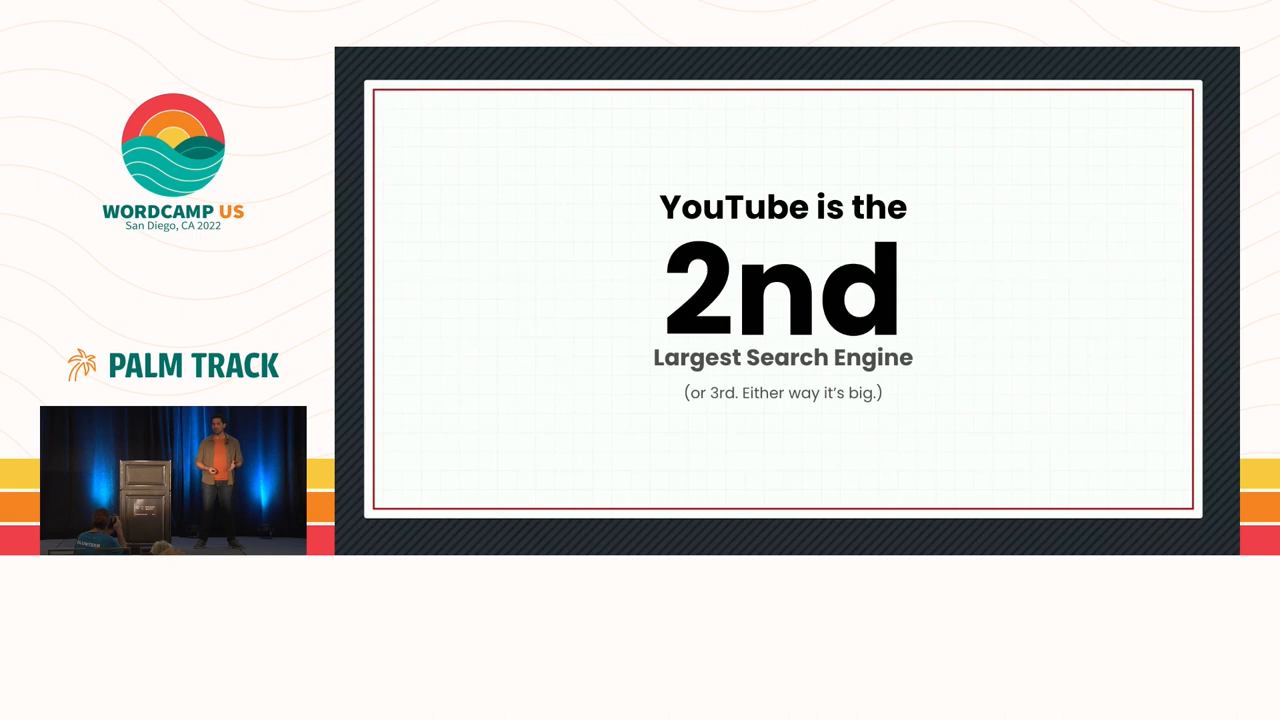 WORDCAMP US
San Diego, CA 2022
PALM TRACK
YouTube is the
2nd
Largest Search Engine
(or 3rd. Either way it’s big.)
VOLUNTEER